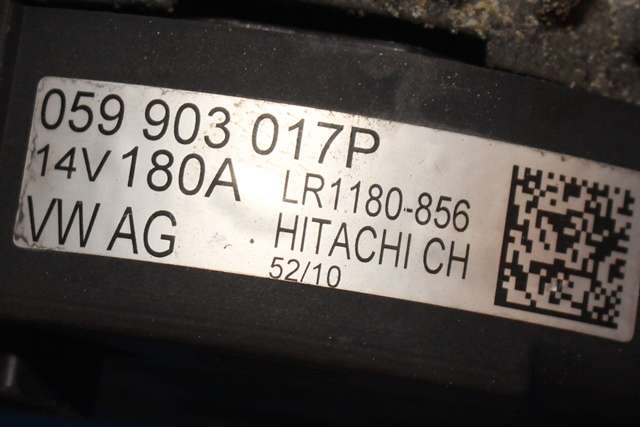 059 903 017P
14V 180A LR1180-856
VW AG HITACHI CH
52/10